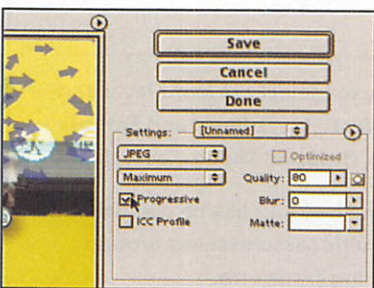 Save
Cancel
Done
Settings: [Unnamed]
JPEG
Optimized
Maximum
Quality: 80
Progressive
Blur: 0
ICC Profile
Matte: